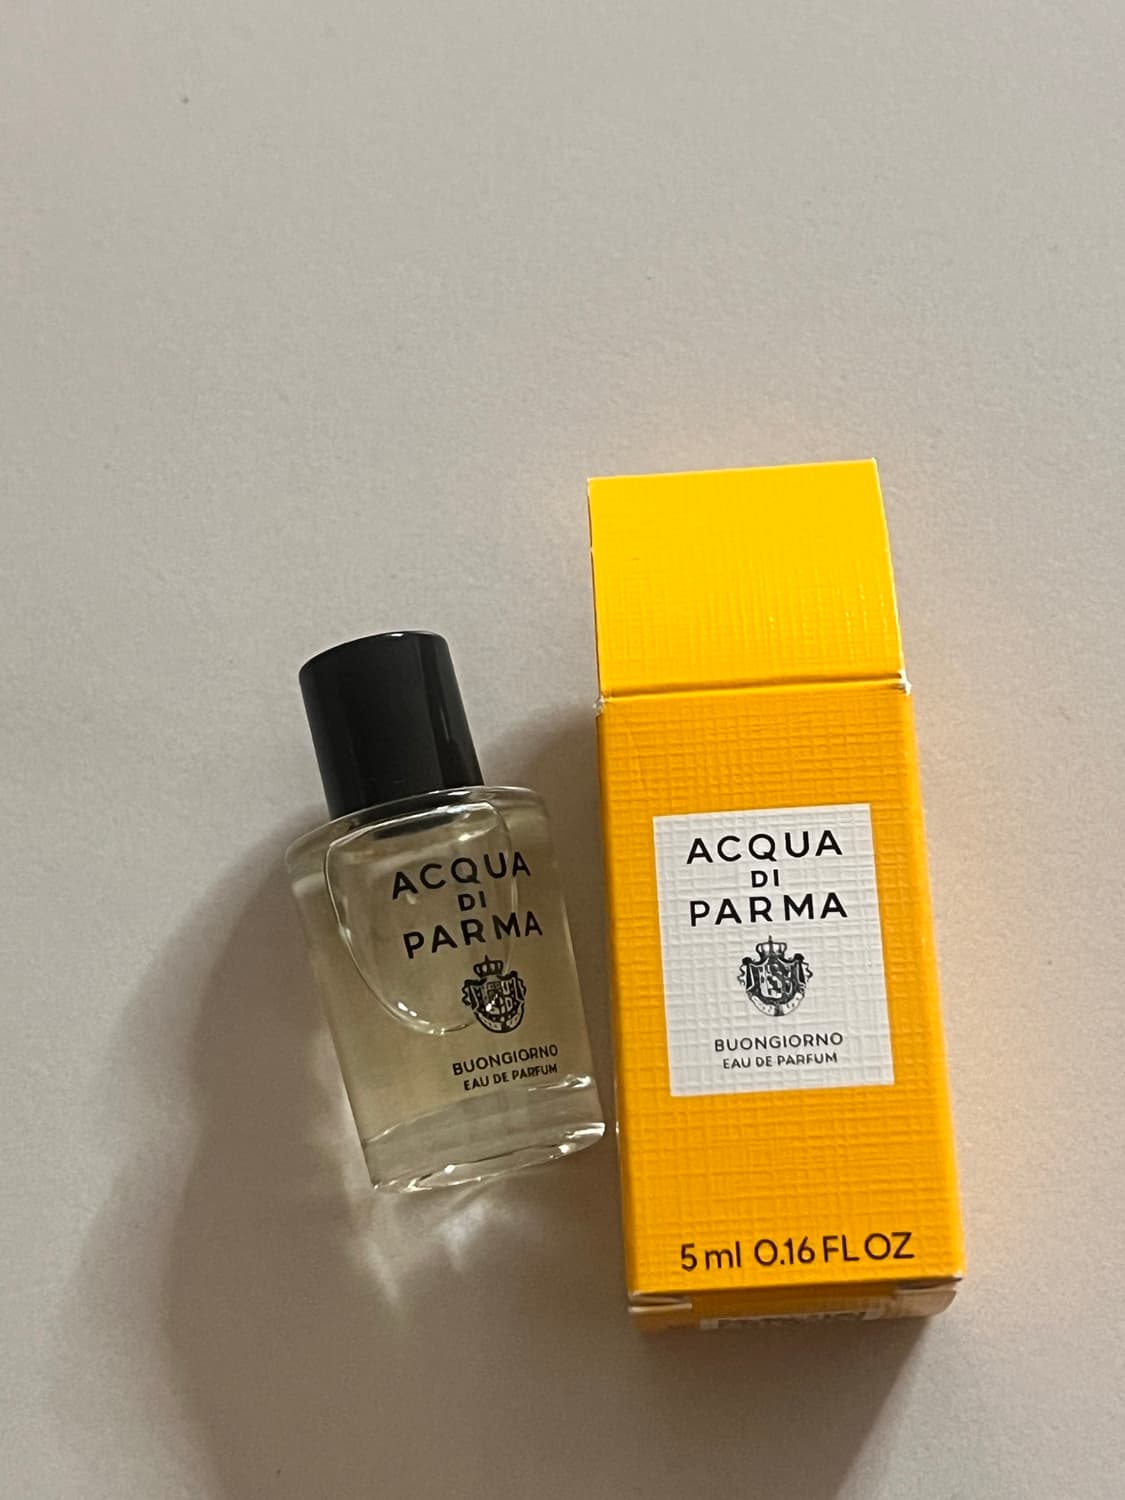 ACQUA
DI
PARMA
BUONGIORNO
EAU DE PARFUM
ACQUA
DI
PARMA
BUONGIORNO
EAU DE PARFUM
5 ml 0.16 FL OZ